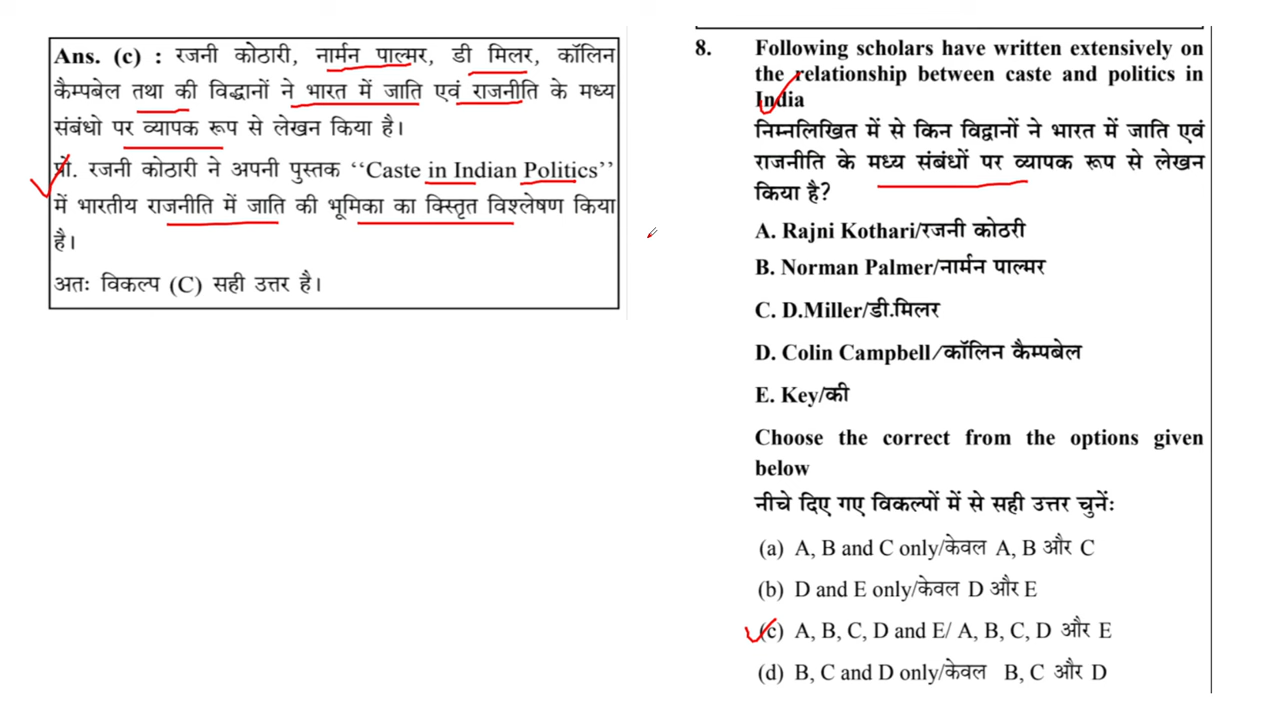 Ans. (c) : रजनी कोठारी, नार्मन पाल्मर, डी मिलर, कॉलिन
कैम्पबेल तथा की विद्धानों ने भारत में जाति एवं राजनीति के मध्य
संबंधो पर व्यापक रूप से लेखन किया है।
प्रो. रजनी कोठारी ने अपनी पुस्तक ‘‘Caste in Indian Politics’’
में भारतीय राजनीति में जाति की भूमिका का विस्तृत विश्लेषण किया
है।
अतः विकल्प (C) सही उत्तर है।
8. Following scholars have written extensively on
the relationship between caste and politics in
India
निम्नलिखित में से किन विद्वानों ने भारत में जाति एवं
राजनीति के मध्य संबंधों पर व्यापक रूप से लेखन
किया है?
A. Rajni Kothari/रजनी कोठरी
B. Norman Palmer/नार्मन पाल्मर
C. D.Miller/डी.मिलर
D. Colin Campbell/कॉलिन कैम्पबेल
E. Key/की
Choose the correct from the options given
below
नीचे दिए गए विकल्पों में से सही उत्तर चुनेंः
(a) A, B and C only/केवल A, B और C
(b) D and E only/केवल D और E
(c) A, B, C, D and E/ A, B, C, D और E
(d) B, C and D only/केवल B, C और D